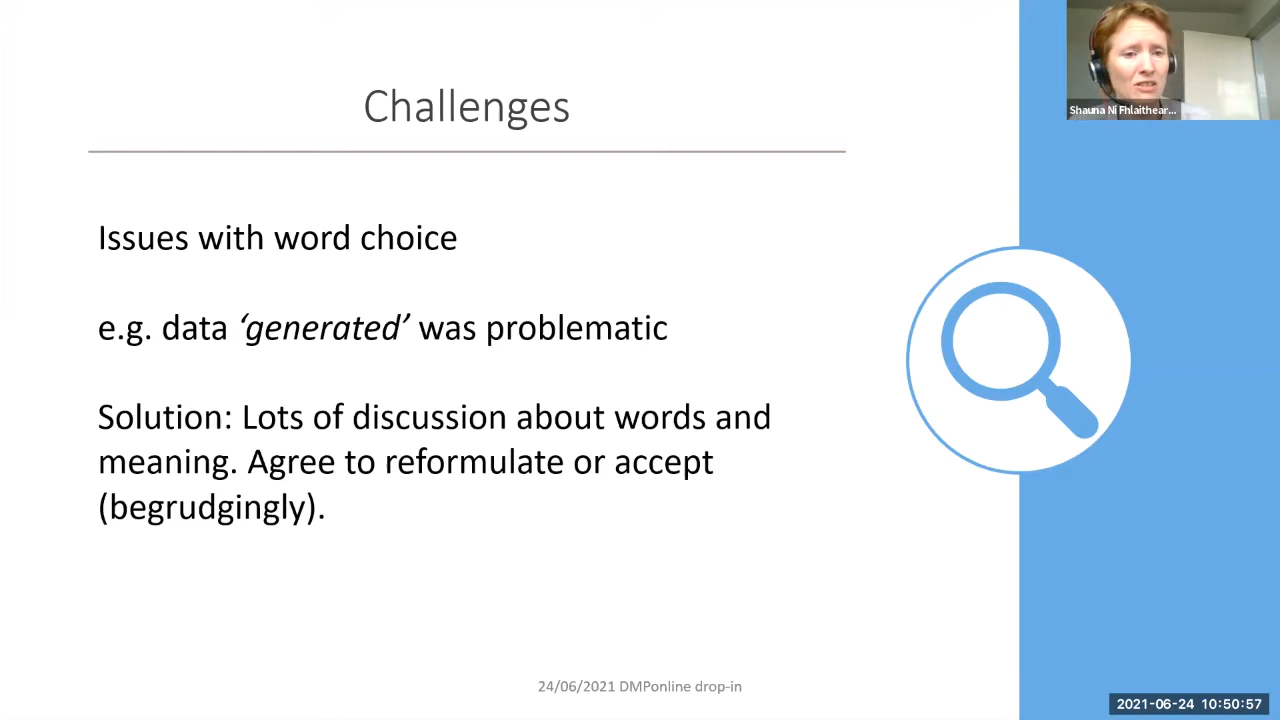 Challenges
Issues with word choice
e.g. data ‘generated’ was problematic
Solution: Lots of discussion about words and
meaning. Agree to reformulate or accept
(begrudgingly).
24/06/2021 DMPonline drop-in
Shauna Ni Fhlaithear...
2021-06-24 10:50:57